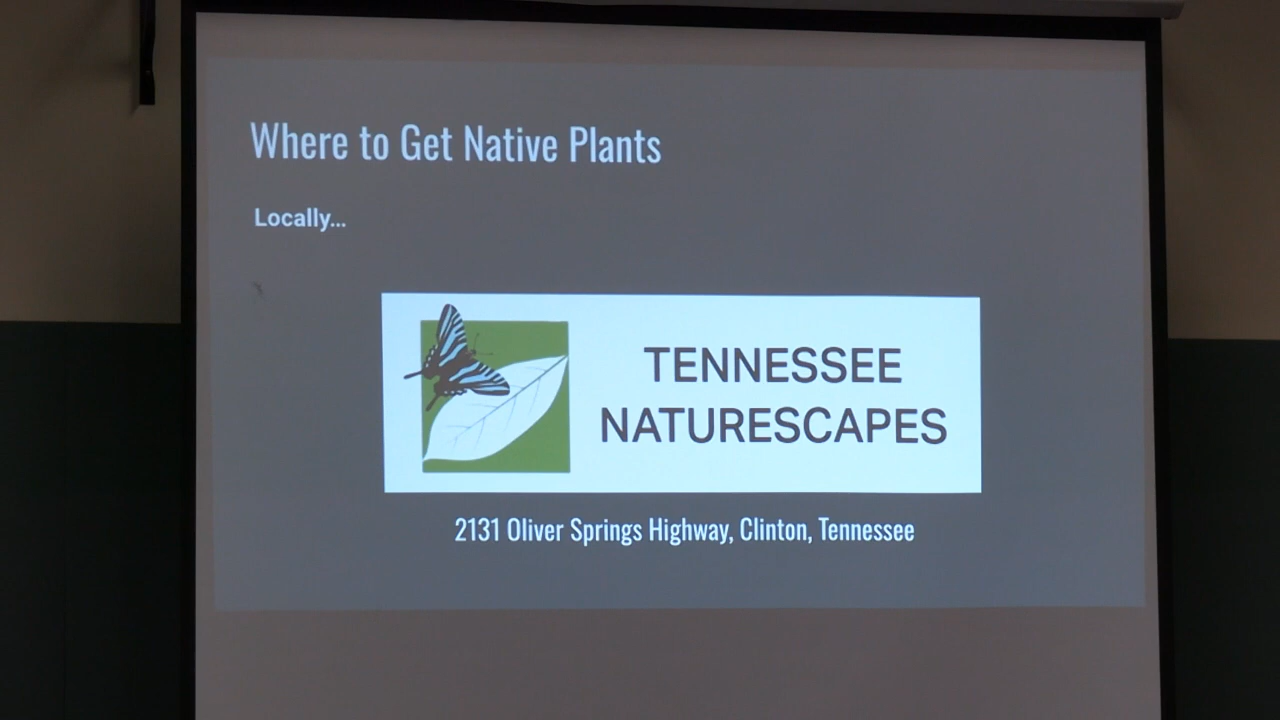 Where to Get Native Plants
Locally...
TENNESSEE
NATURESCAPES
2131 Oliver Springs Highway, Clinton, Tennessee